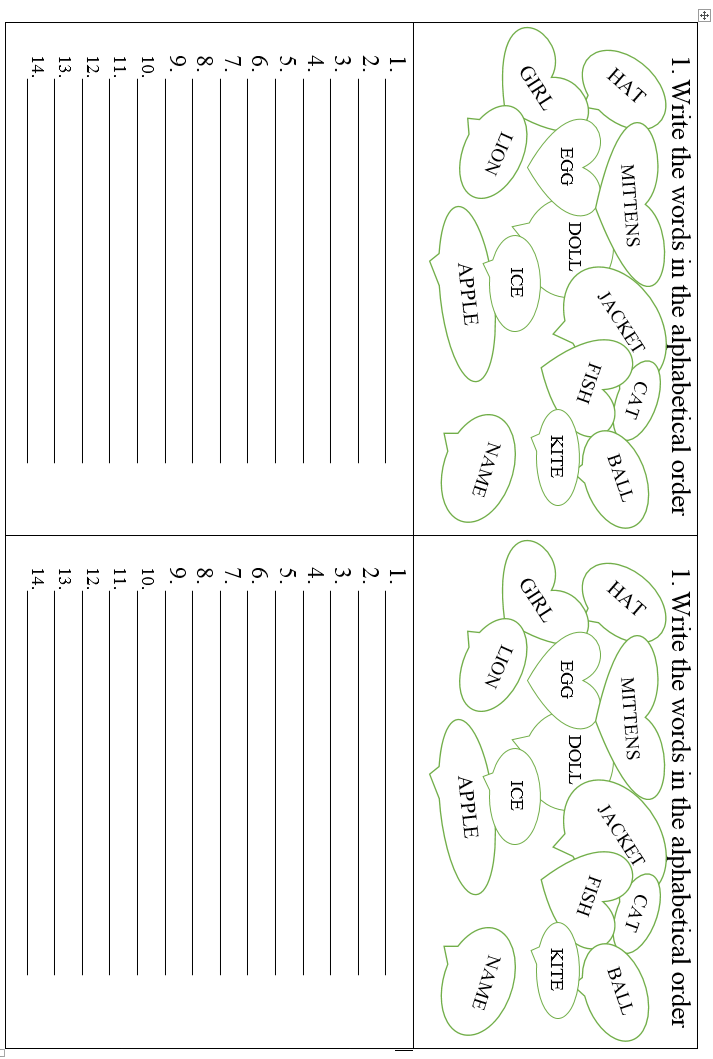 1. Write the words in the alphabetical order
HAT
MITTENS
JACKET
CAT
BALL
GIRL
EGG
DOLL
FISH
KITE
LION
ICE
APPLE
NAME
1.
2.
3.
4.
5.
6.
7.
8.
9.
10.
11.
12.
13.
14.
1. Write the words in the alphabetical order
HAT
MITTENS
JACKET
CAT
BALL
GIRL
EGG
DOLL
FISH
KITE
LION
ICE
APPLE
NAME
1.
2.
3.
4.
5.
6.
7.
8.
9.
10.
11.
12.
13.
14.